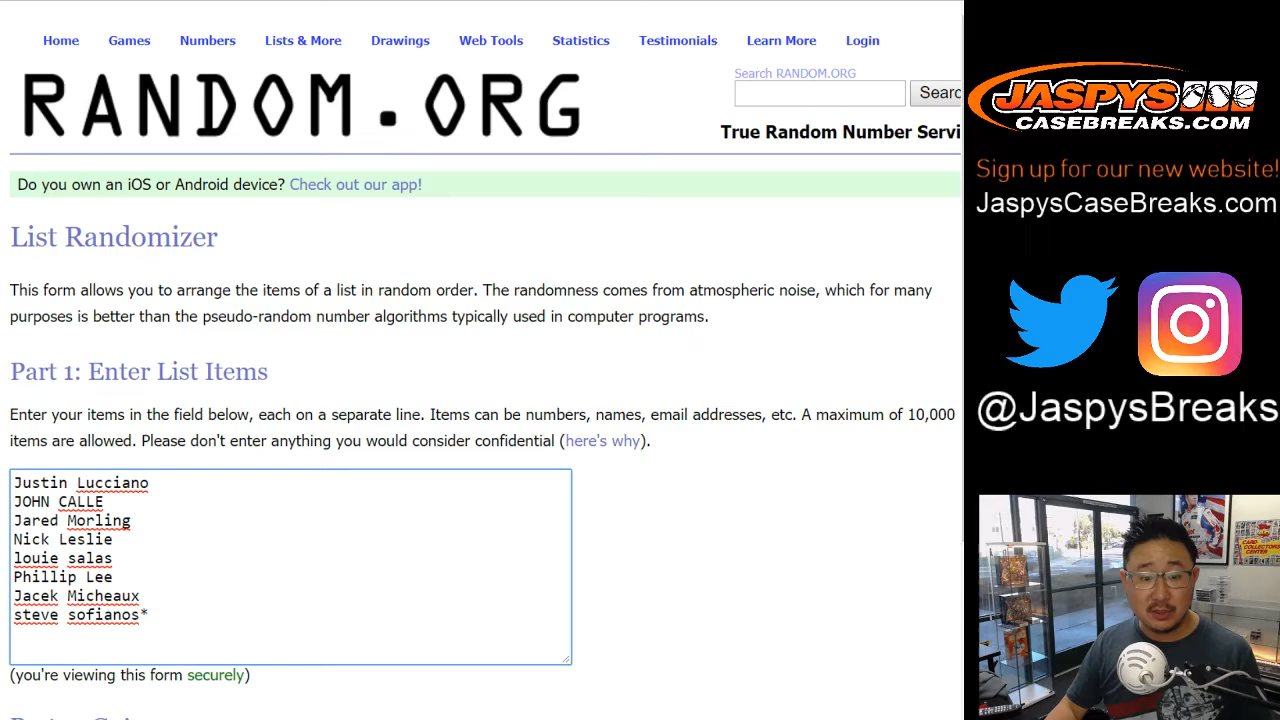 Home Games Numbers Lists & More Drawings Web Tools Statistics Testimonials Learn More Login
RANDOM.ORG
Search RANDOM.ORG
Searc
True Random Number Servi
Do you own an iOS or Android device? Check out our app!
List Randomizer
This form allows you to arrange the items of a list in random order. The randomness comes from atmospheric noise, which for many
purposes is better than the pseudo-random number algorithms typically used in computer programs.
Part 1: Enter List Items
Enter your items in the field below, each on a separate line. Items can be numbers, names, email addresses, etc. A maximum of 10,000
items are allowed. Please don't enter anything you would consider confidential (here's why).
Justin Lucciano
JOHN CALLE
Jared Morling
Nick Leslie
louie salas
Phillip Lee
Jacek Micheaux
steve sofianos*
(you're viewing this form securely)
JASPYS
CASEBREAKS.COM
Sign up for our new website!
JaspysCaseBreaks.com
@JaspysBreaks